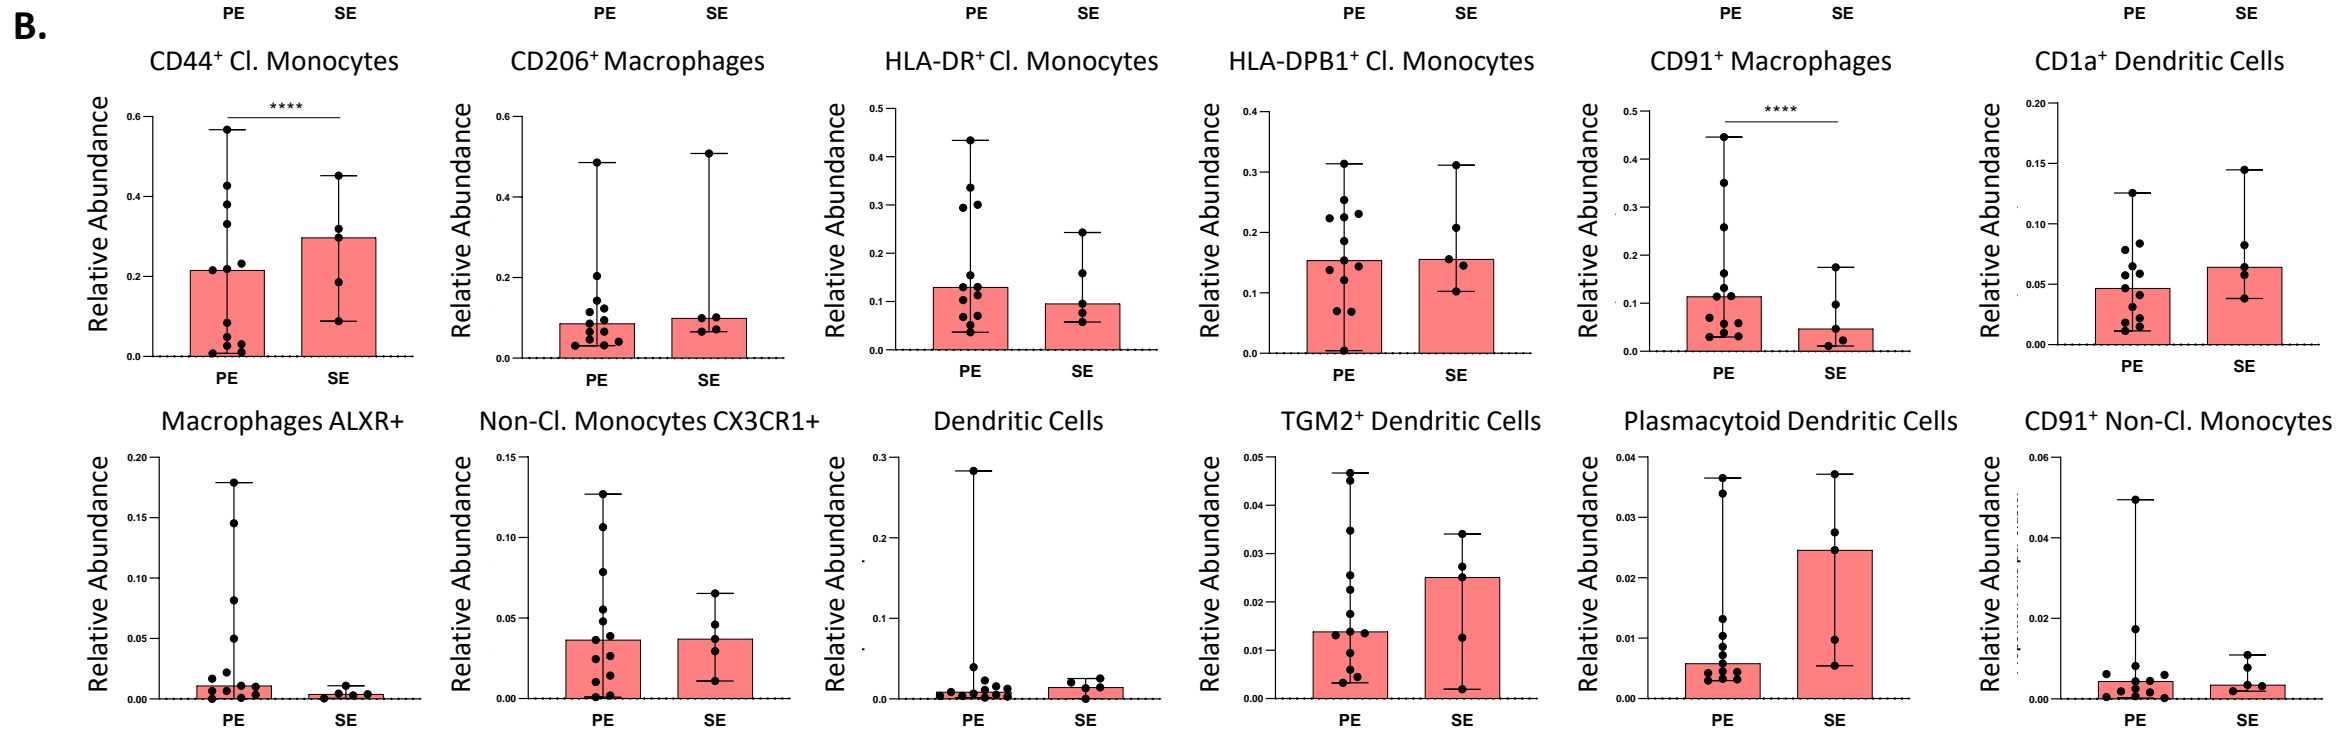 PE SE PE SE PE SE PE SE PE SE PE SE
B.
CD44⁺ Cl. Monocytes CD206⁺ Macrophages HLA-DR⁺ Cl. Monocytes HLA-DPB1⁺ Cl. Monocytes CD91⁺ Macrophages CD1a⁺ Dendritic Cells
Relative Abundance
0.6
0.4
0.2
0.0
****
PE SE
Relative Abundance
0.6
0.4
0.2
0.0
PE SE
Relative Abundance
0.5
0.4
0.3
0.2
0.1
0.0
PE SE
Relative Abundance
0.4
0.3
0.2
0.1
0.0
PE SE
Relative Abundance
0.5
0.4
0.3
0.2
0.1
0.0
****
PE SE
Relative Abundance
0.20
0.15
0.10
0.05
0.00
PE SE
Macrophages ALXR+ Non-Cl. Monocytes CX3CR1+ Dendritic Cells TGM2⁺ Dendritic Cells Plasmacytoid Dendritic Cells CD91⁺ Non-Cl. Monocytes
Relative Abundance
0.20
0.15
0.10
0.05
0.00
PE SE
Relative Abundance
0.15
0.10
0.05
0.00
PE SE
Relative Abundance
0.3
0.2
0.1
0.0
PE SE
Relative Abundance
0.05
0.04
0.03
0.02
0.01
0.00
PE SE
Relative Abundance
0.04
0.03
0.02
0.01
0.00
PE SE
Relative Abundance
0.06
0.04
0.02
0.00
PE SE